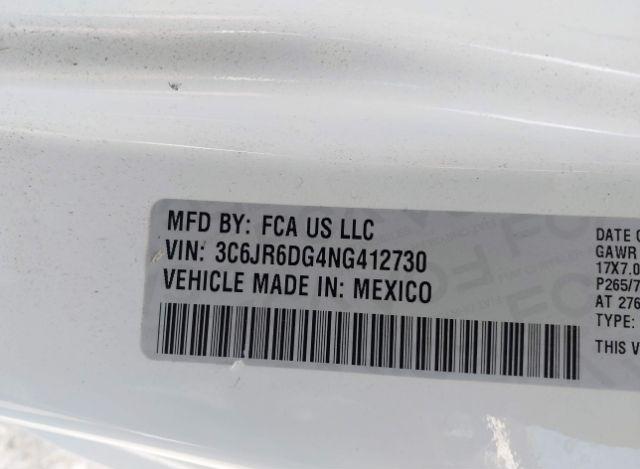 MFD BY: FCA US LLC
VIN: 3C6JR6DG4NG412730
VEHICLE MADE IN: MEXICO
DATE O
GAWR
17X7.0
P265/7
AT 276
TYPE:
THIS V